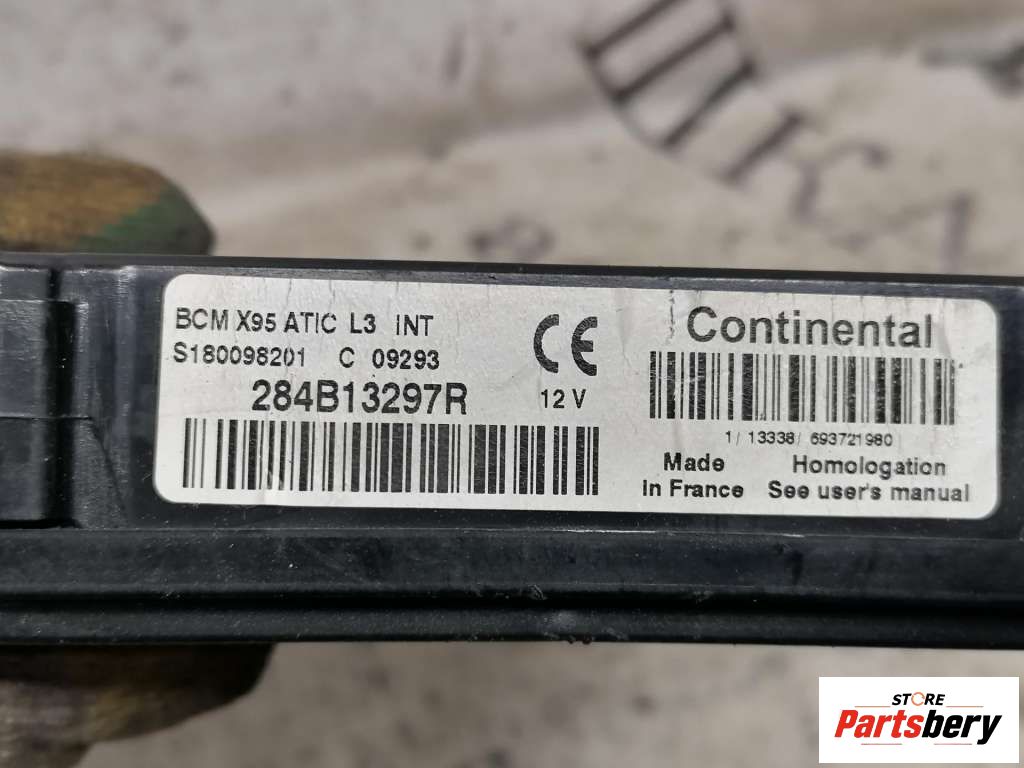 BCM X95 ATIC L3 INT
S180098201 C 09293
284B13297R
12 V
Continental
1/ 13338/ 693721980
Made
in France
Homologation
See user's manual
STORE
Partsbery